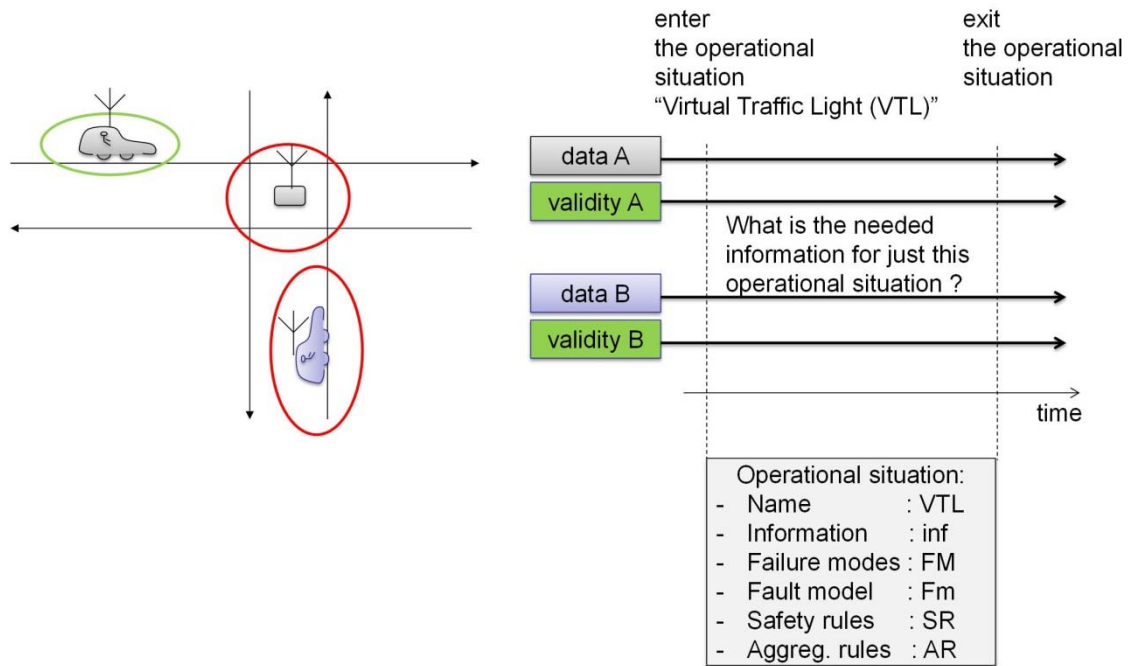 enter
the operational
situation
“Virtual Traffic Light (VTL)”
exit
the operational
situation
data A
validity A
What is the needed
information for just this
operational situation ?
data B
validity B
time
Operational situation:
- Name : VTL
- Information : inf
- Failure modes : FM
- Fault model : Fm
- Safety rules : SR
- Aggreg. rules : AR